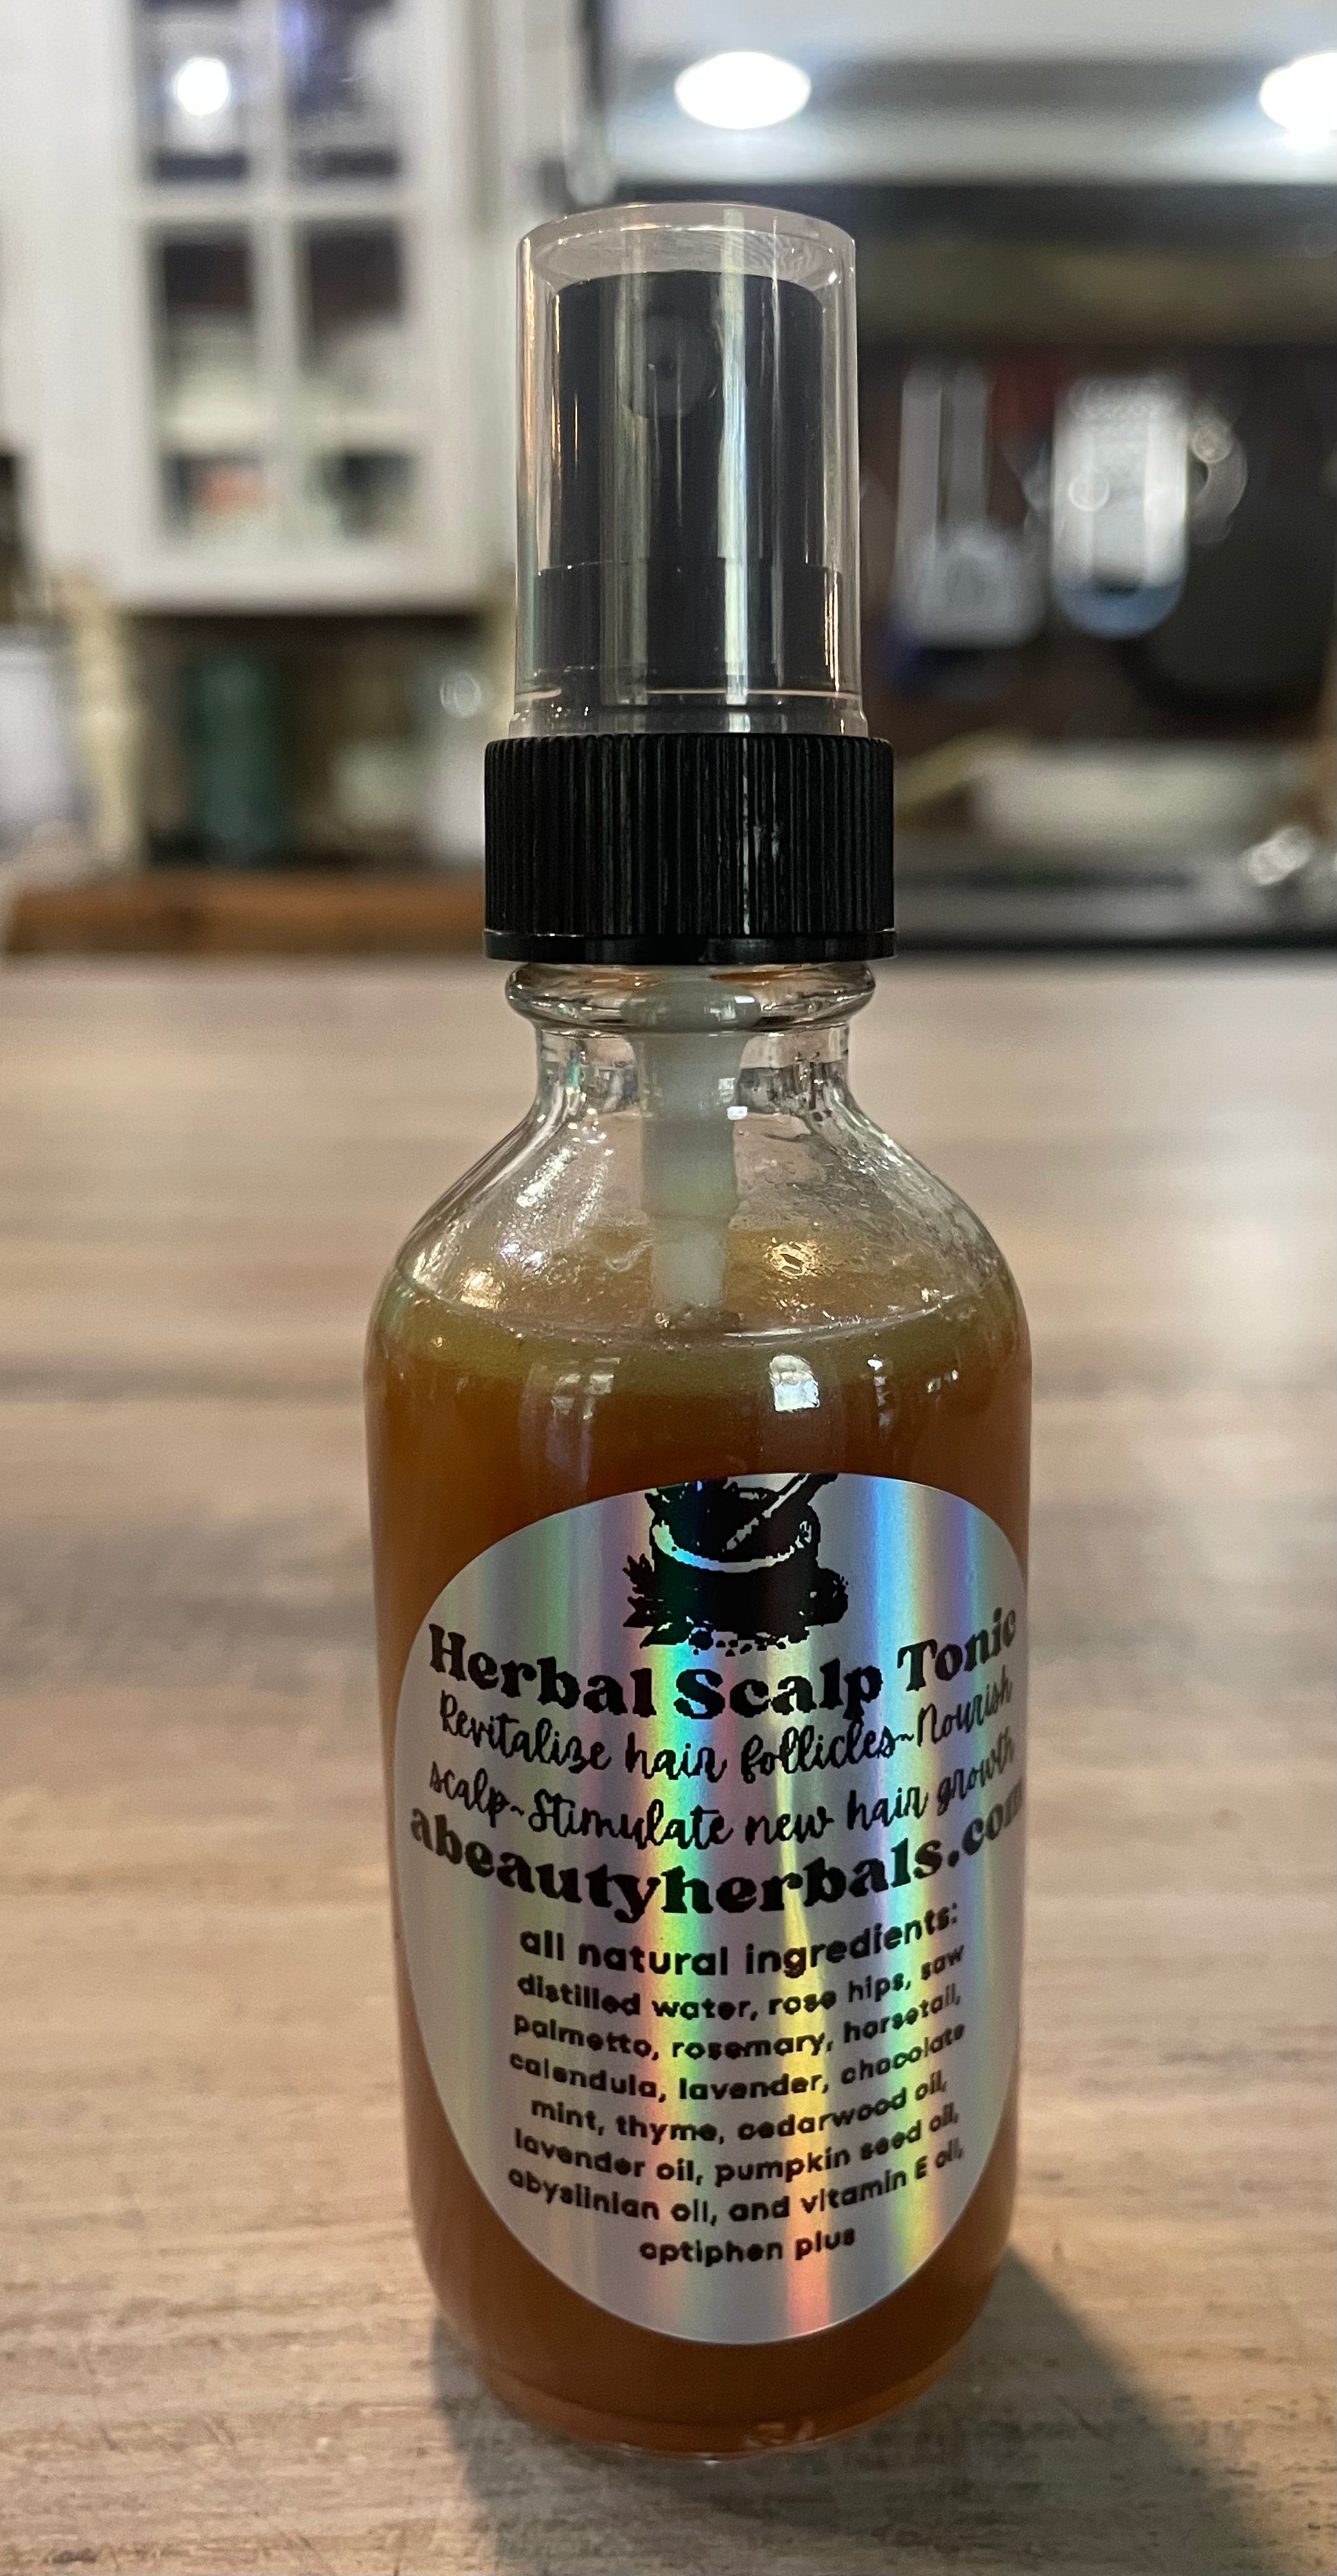 Herbal Scalp Tonic
Revitalize hair follicles~Nourish
scalp~Stimulate new hair growth
abeautyherbals.com
all natural ingredients:
distilled water, rose hips, saw
palmetto, rosemary, horsetail,
calendula, lavender, chocolate
mint, thyme, cedarwood oil,
lavender oil, pumpkin seed oil,
abyslinian oil, and vitamin E oil,
optiphen plus